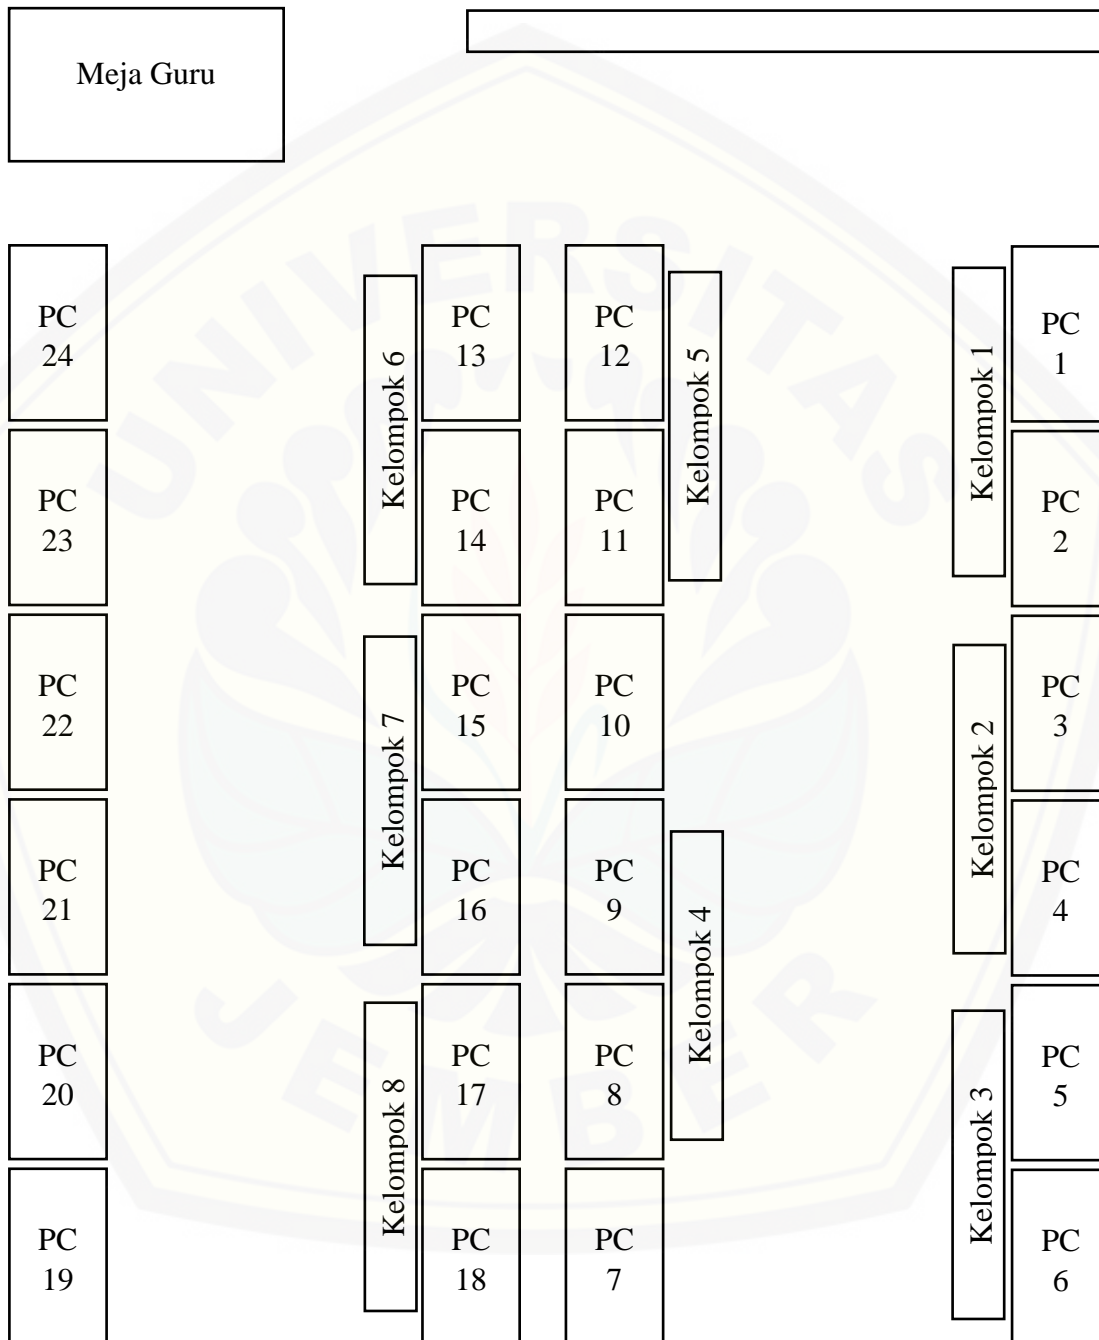 Meja Guru
PC
24
PC
23
PC
22
PC
21
PC
20
PC
19
Kelompok 6
Kelompok 7
Kelompok 8
PC
13
PC
14
PC
15
PC
16
PC
17
PC
18
PC
12
PC
11
PC
10
PC
9
PC
8
PC
7
Kelompok 5
Kelompok 4
Kelompok 1
Kelompok 2
Kelompok 3
PC
1
PC
2
PC
3
PC
4
PC
5
PC
6
UNIVERSITAS
JEMBER